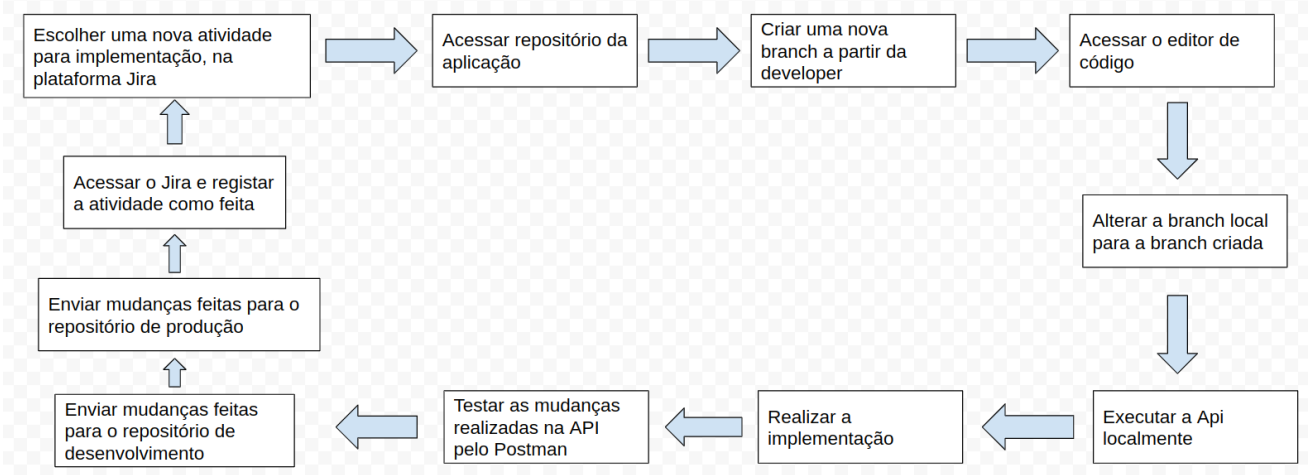 Escolher uma nova atividade
para implementação, na
plataforma Jira
Acessar repositório da
aplicação
Criar uma nova
branch a partir da
developer
Acessar o editor de
código
Alterar a branch local
para a branch criada
Executar a Api
localmente
Realizar a
implementação
Testar as mudanças
realizadas na API
pelo Postman
Enviar mudanças feitas
para o repositório de
desenvolvimento
Enviar mudanças feitas para o
repositório de produção
Acessar o Jira e registar
a atividade como feita